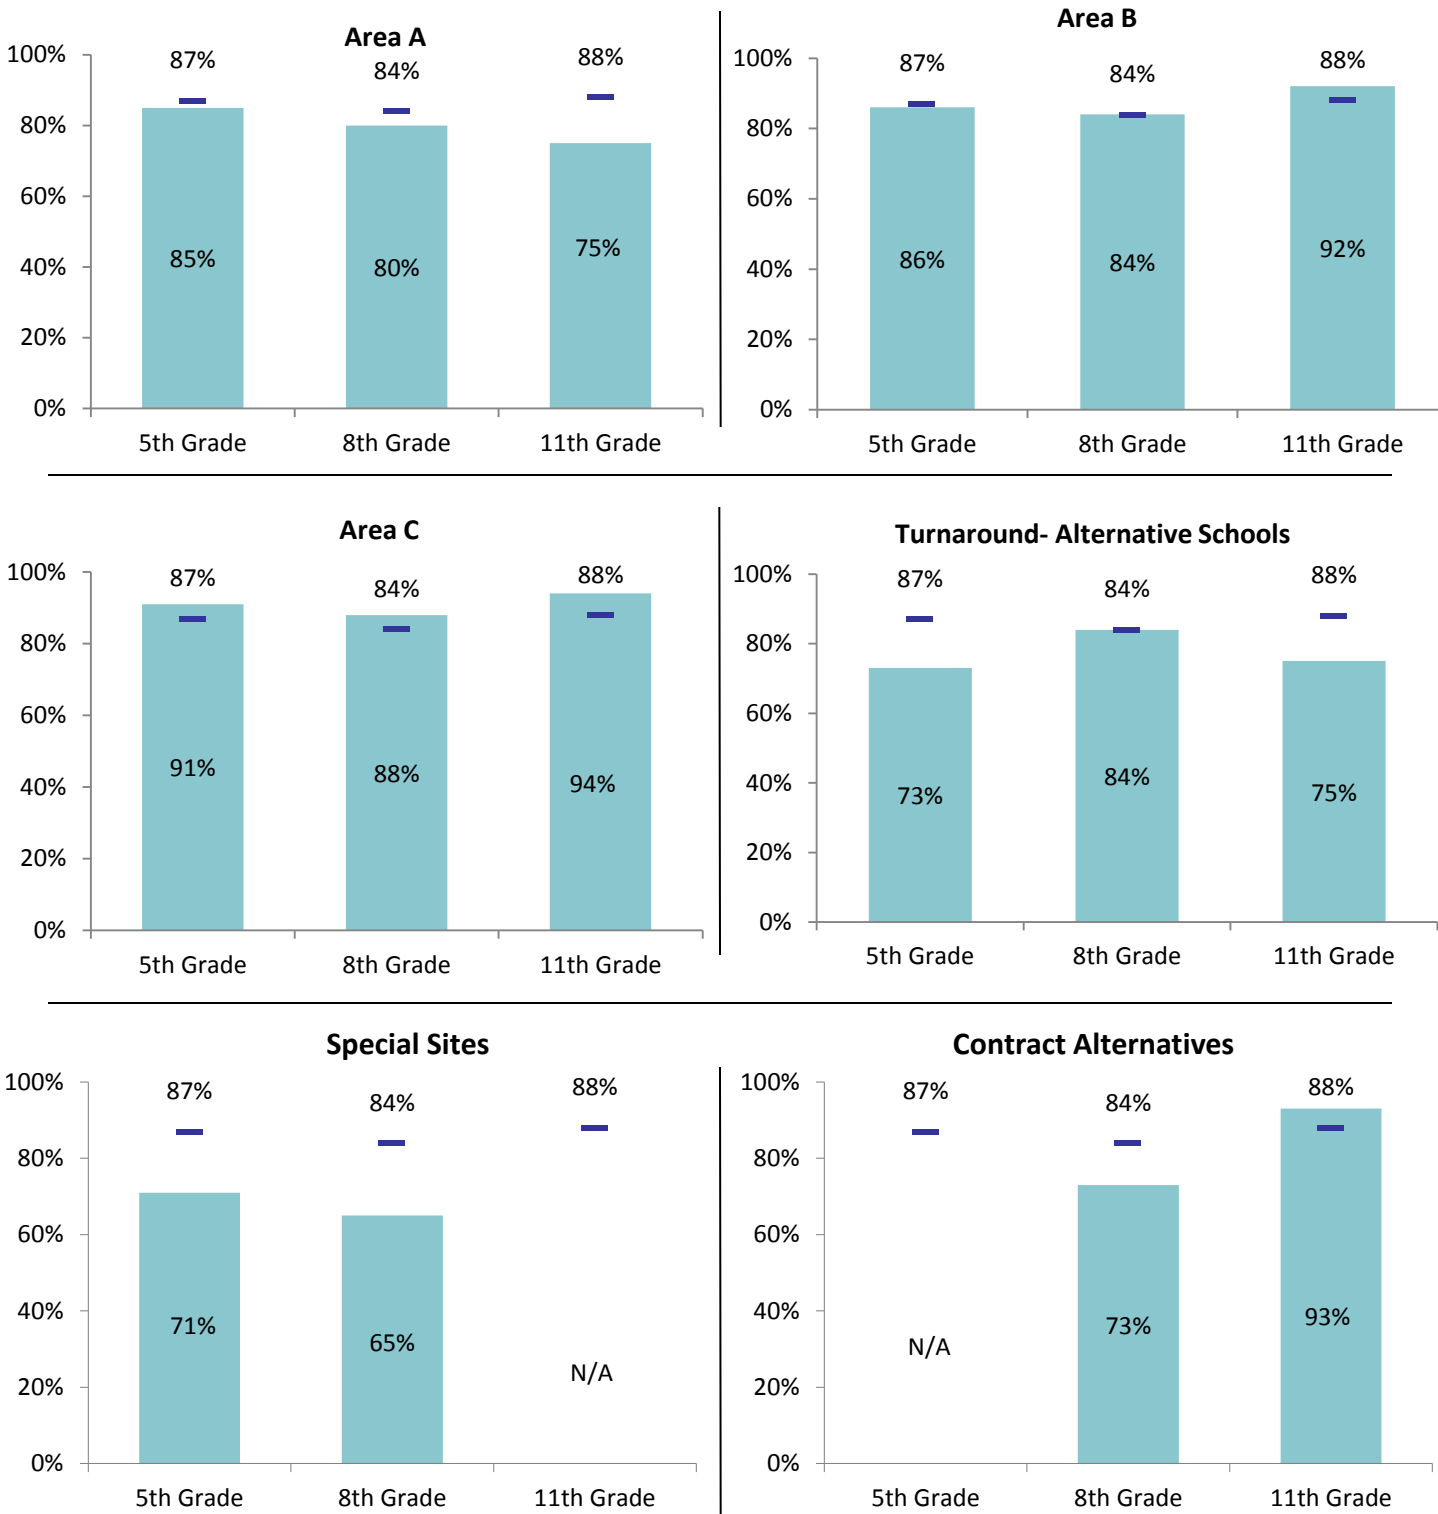 Area A
100%
80%
60%
40%
20%
0%
87%
84%
88%
85%
80%
75%
5th Grade
8th Grade
11th Grade
Area B
100%
80%
60%
40%
20%
0%
87%
84%
88%
86%
84%
92%
5th Grade
8th Grade
11th Grade
Area C
100%
80%
60%
40%
20%
0%
87%
84%
88%
91%
88%
94%
5th Grade
8th Grade
11th Grade
Turnaround- Alternative Schools
100%
80%
60%
40%
20%
0%
87%
84%
88%
73%
84%
75%
5th Grade
8th Grade
11th Grade
Special Sites
100%
80%
60%
40%
20%
0%
87%
84%
88%
71%
65%
N/A
5th Grade
8th Grade
11th Grade
Contract Alternatives
100%
80%
60%
40%
20%
0%
87%
84%
88%
N/A
73%
93%
5th Grade
8th Grade
11th Grade